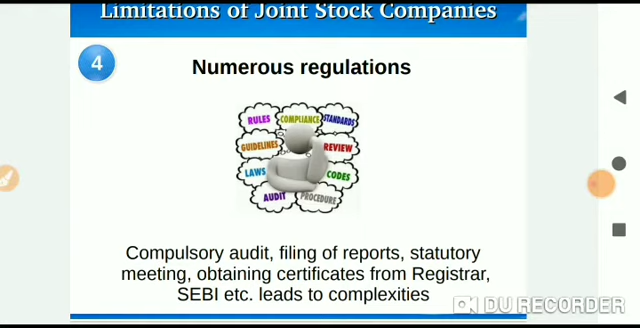 Limitations of Joint Stock Companies
4
Numerous regulations
RULES
COMPLIANCE
STANDARDS
GUIDELINES
REVIEW
LAWS
CODES
AUDIT
PROCEDURE
Compulsory audit, filing of reports, statutory
meeting, obtaining certificates from Registrar,
SEBI etc. leads to complexities
DU RECORDER